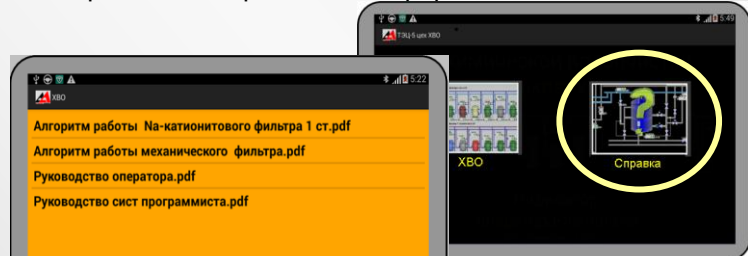 5:49
ТЭЦ-5 цех ХВО
ХВО
Справка
5:22
ХВО
Алгоритм работы Na-катионитового фильтра 1 ст.pdf
Алгоритм работы механического фильтра.pdf
Руководство оператора.pdf
Руководство сист программиста.pdf